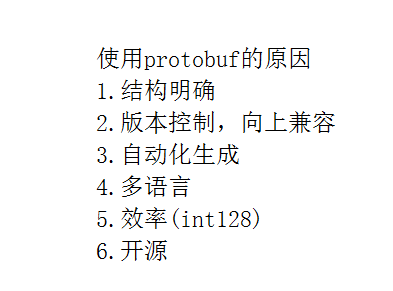 使用protobuf的原因
1.结构明确
2.版本控制，向上兼容
3.自动化生成
4.多语言
5.效率(int128)
6.开源